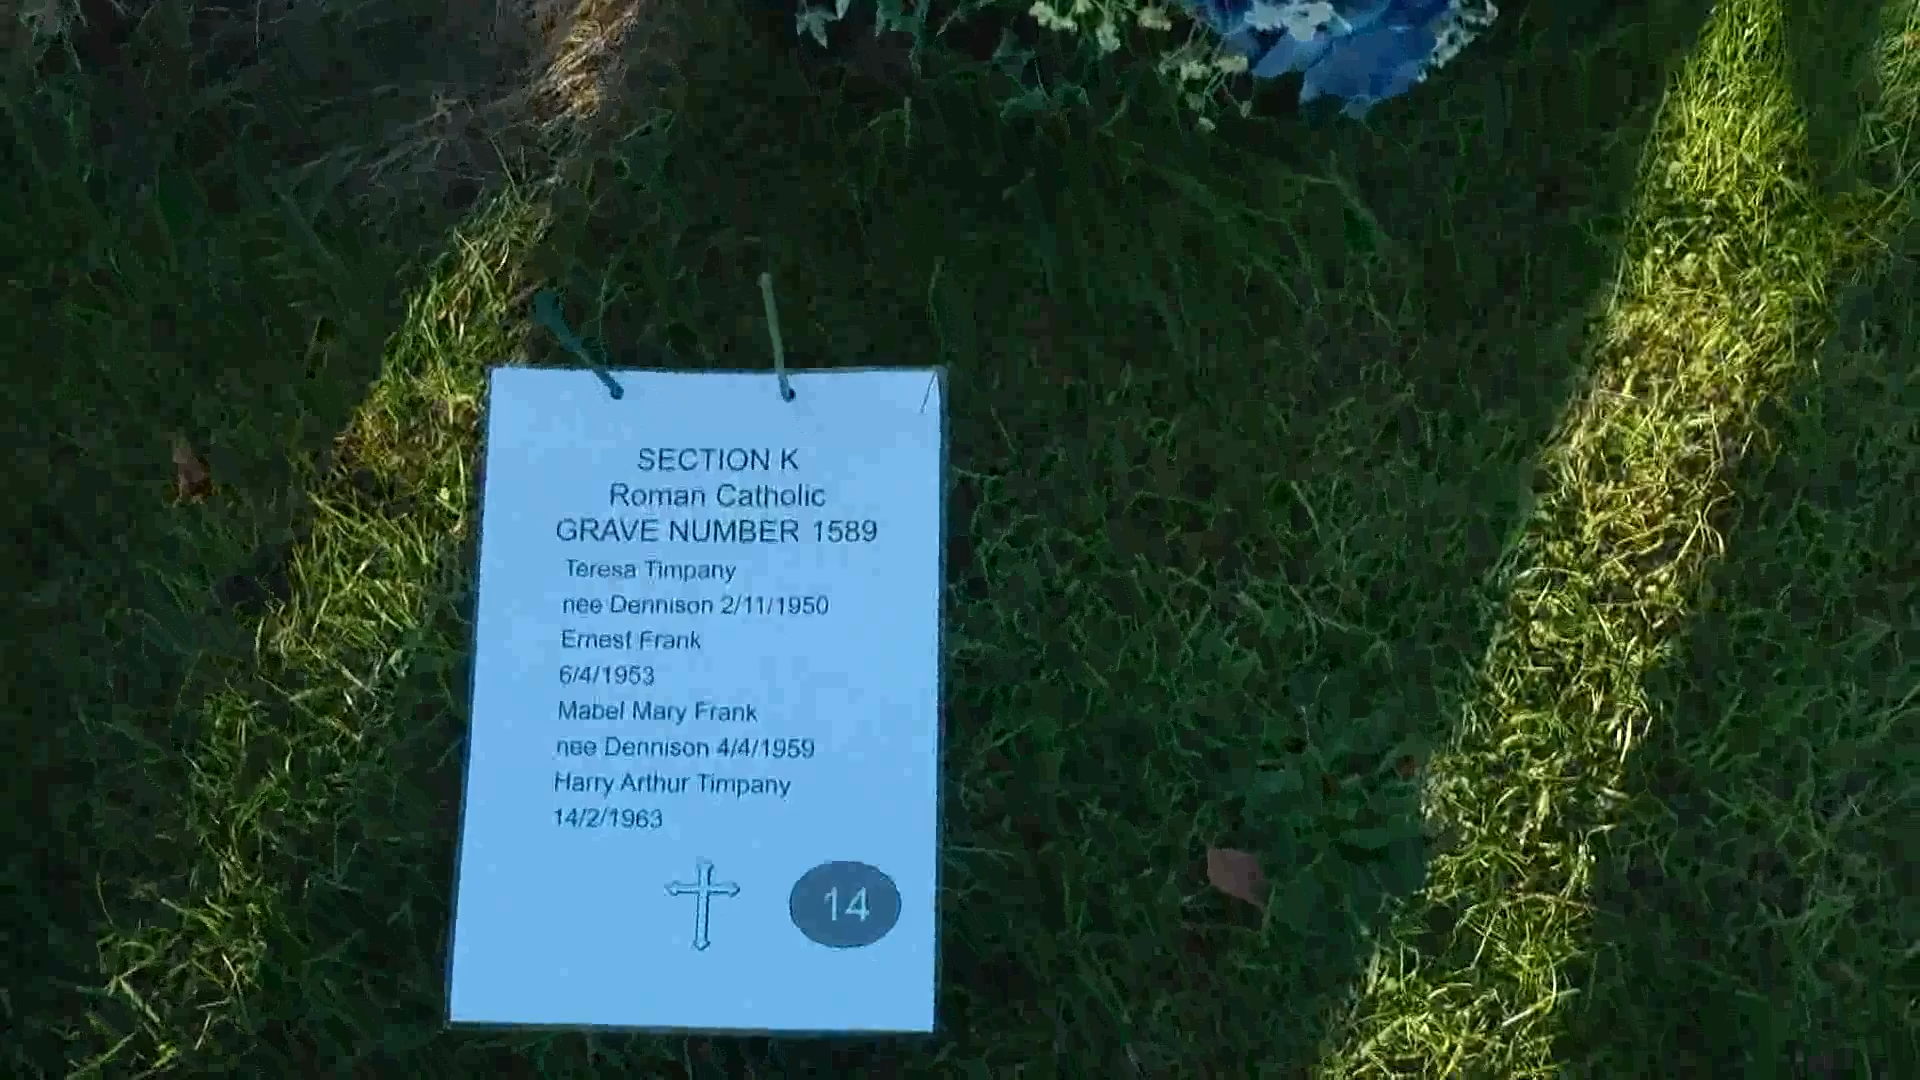 SECTION K
Roman Catholic
GRAVE NUMBER 1589
Teresa Timpany
nee Dennison 2/11/1950
Ernest Frank
6/4/1953
Mabel Mary Frank
nee Dennison 4/4/1959
Harry Arthur Timpany
14/2/1963
14